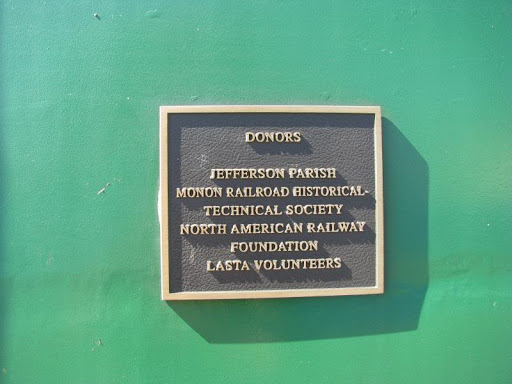 DONORS
JEFFERSON PARISH
MONON RAILROAD HISTORICAL-
TECHNICAL SOCIETY
NORTH AMERICAN RAILWAY
FOUNDATION
LASTA VOLUNTEERS